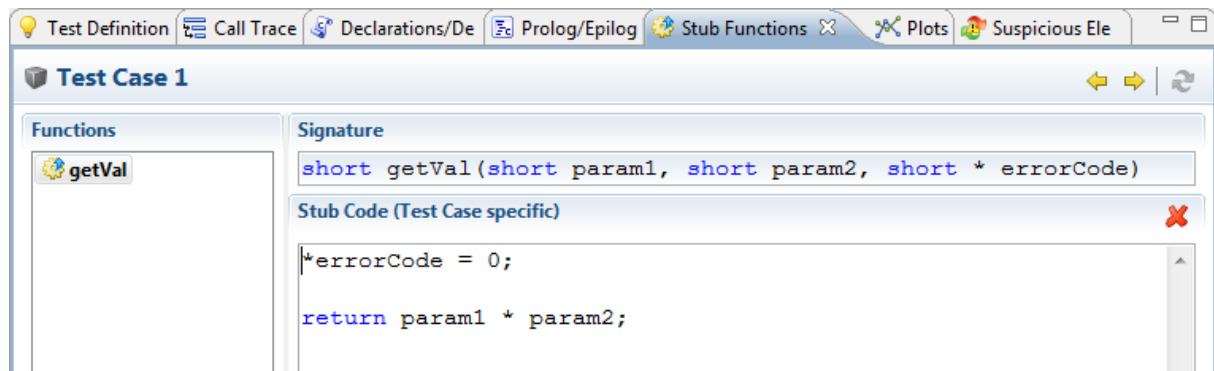 Test Definition Call Trace Declarations/De Prolog/Epilog Stub Functions Plots Suspicious Ele
Test Case 1
Functions
Signature
getVal
short getVal(short param1, short param2, short * errorCode)
Stub Code (Test Case specific)
*errorCode = 0;
return param1 * param2;